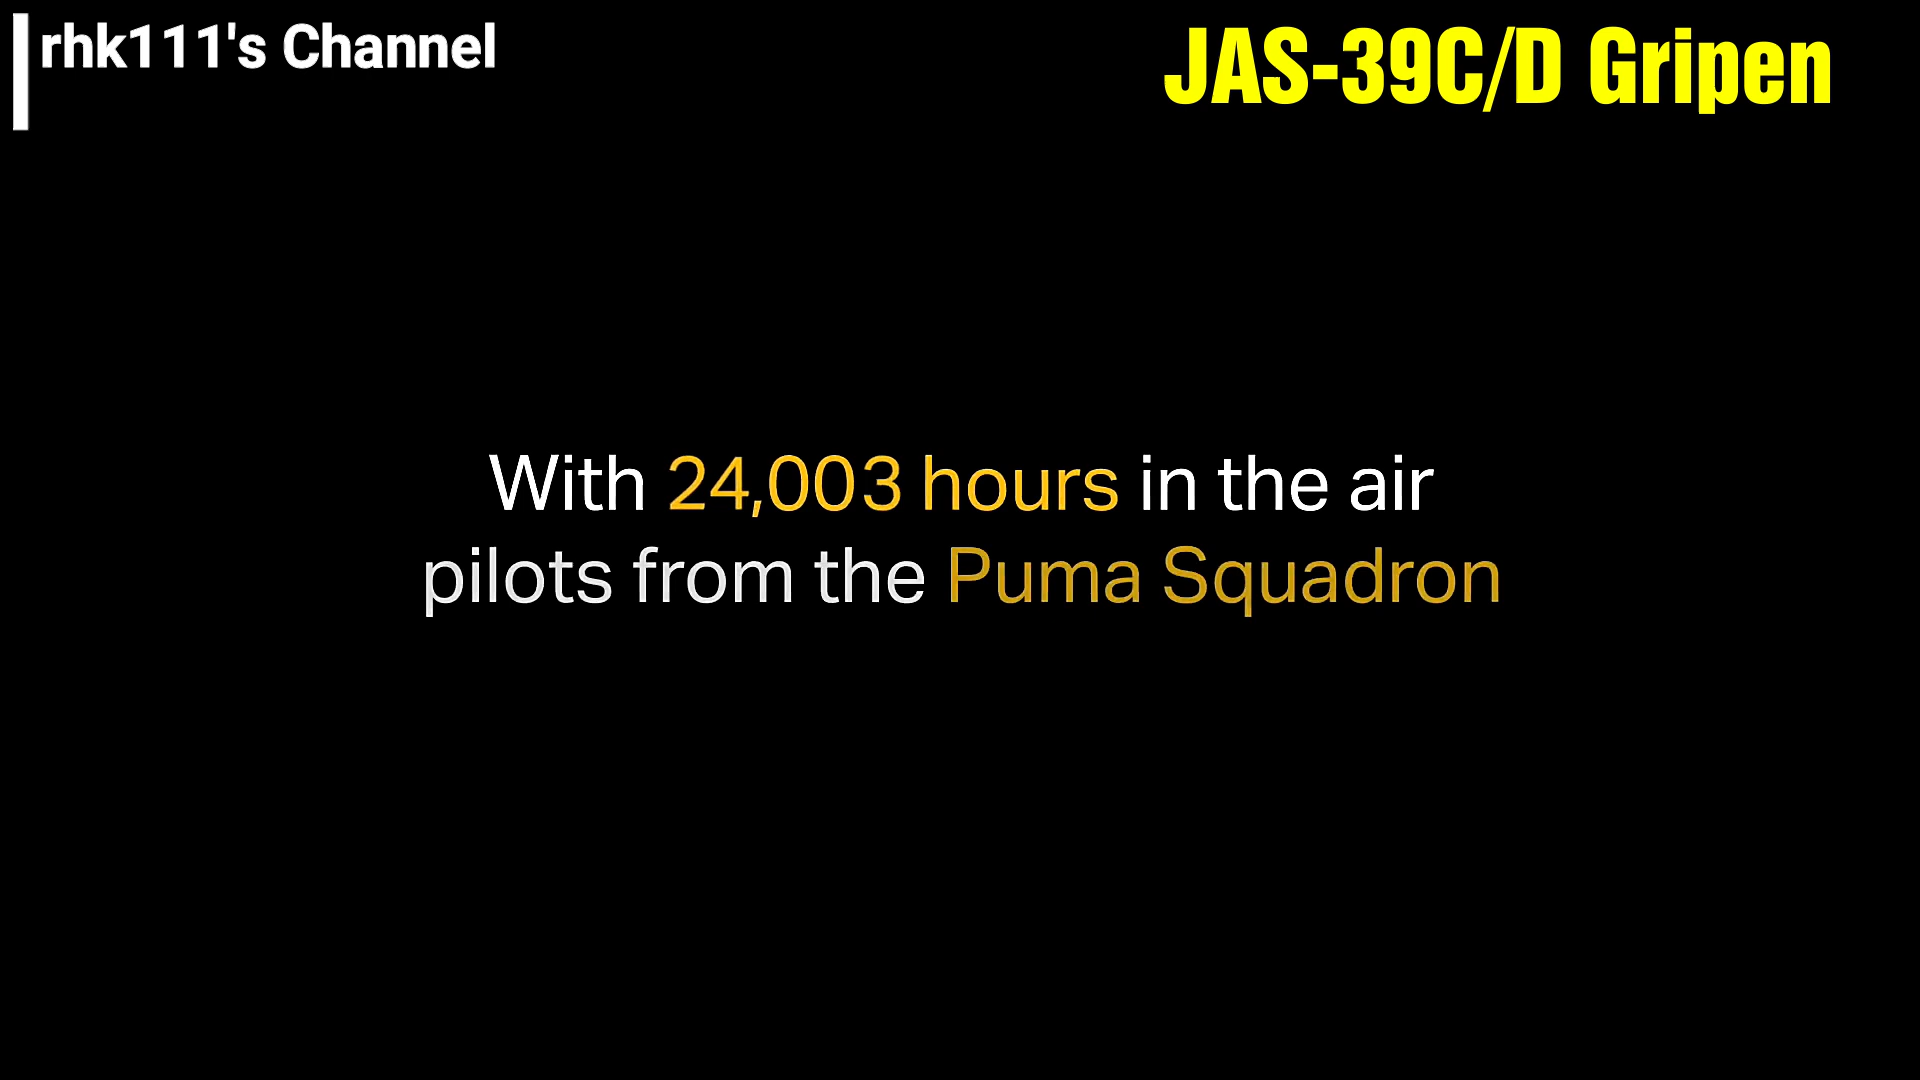 rhk111's Channel
JAS-39C/D Gripen
With 24,003 hours in the air
pilots from the Puma Squadron